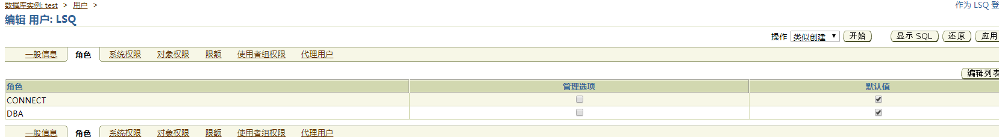 数据库实例: test > 用户 >
作为 LSQ 登
编辑 用户: LSQ
操作 类似创建 开始 显示 SQL 还原 应用
一般信息 角色 系统权限 对象权限 限额 使用者组权限 代理用户
编辑列表
角色 管理选项 默认值
CONNECT
DBA
一般信息 角色 系统权限 对象权限 限额 使用者组权限 代理用户